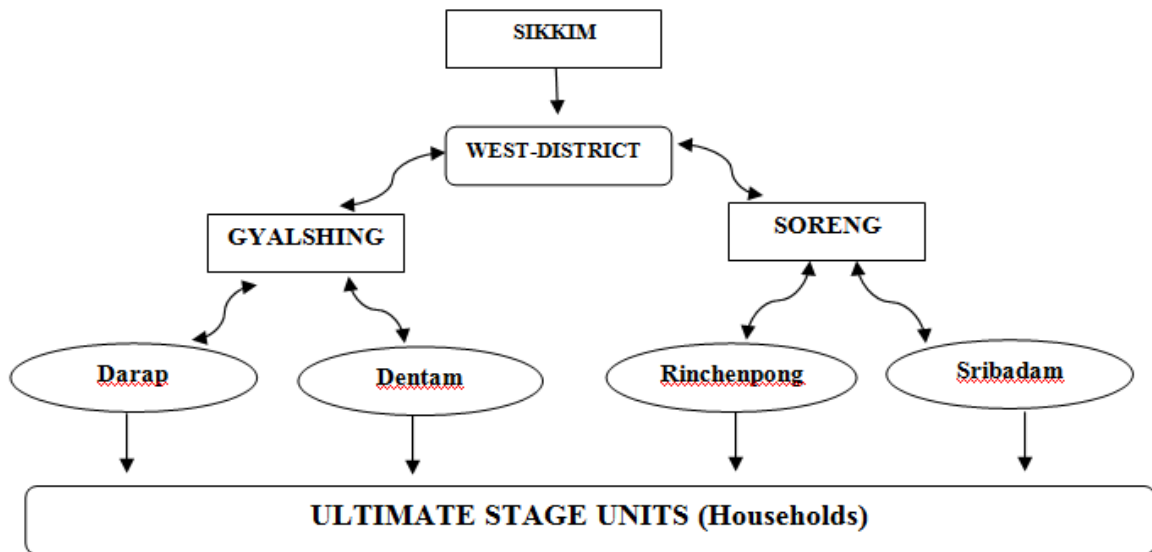 SIKKIM
WEST-DISTRICT
GYALSHING
SORENG
Darap
Dentam
Rinchenpong
Sribadam
ULTIMATE STAGE UNITS (Households)